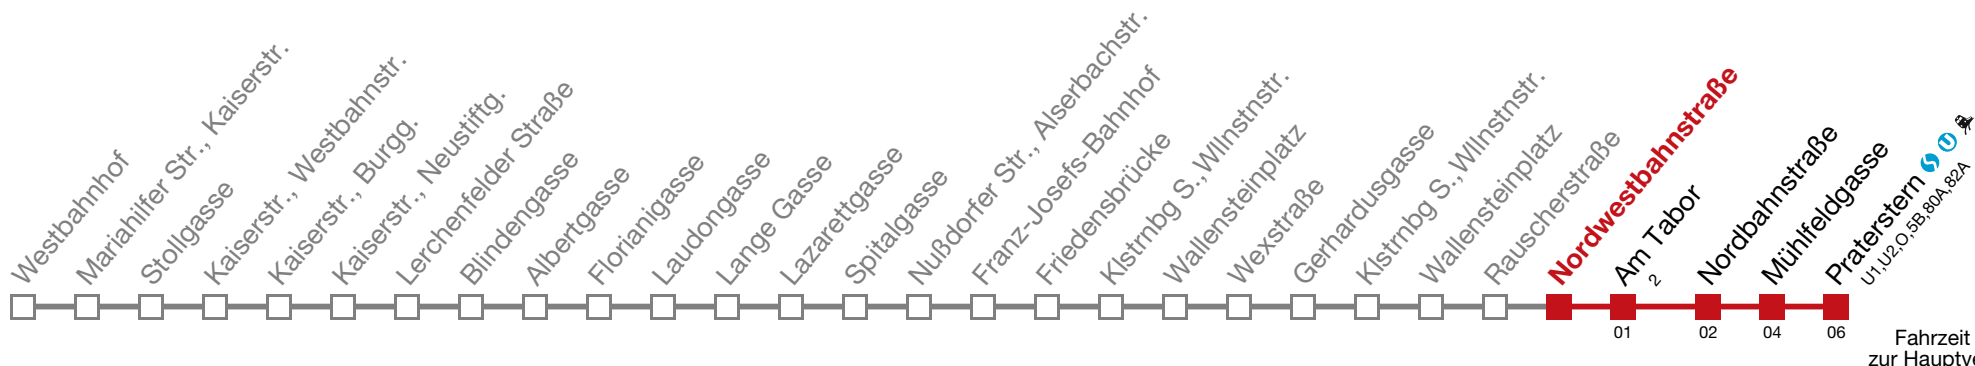 Westbahnhof
Mariahilfer Str., Kaiserstr.
Stollgasse
Kaiserstr., Westbahnstr.
Kaiserstr., Burgg.
Kaiserstr., Neustiftg.
Lerchenfelder Straße
Blindengasse
Albertgasse
Florianigasse
Laudongasse
Lange Gasse
Lazarettgasse
Spitalgasse
Nußdorfer Str., Alserbachstr.
Franz-Josefs-Bahnhof
Friedensbrücke
Klstrnbg S., Wllnstnstr.
Wallensteinplatz
Wexstraße
Gerhardusgasse
Klstrnbg S., Wllnstnstr.
Wallensteinplatz
Rauscherstraße
Nordwestbahnstraße
Am Tabor
2
Nordbahnstraße
Mühlfeldgasse
Praterstern S U
U1,U2,O,5B,80A,82A
01
02
04
06
Fahrzeit
zur Hauptve